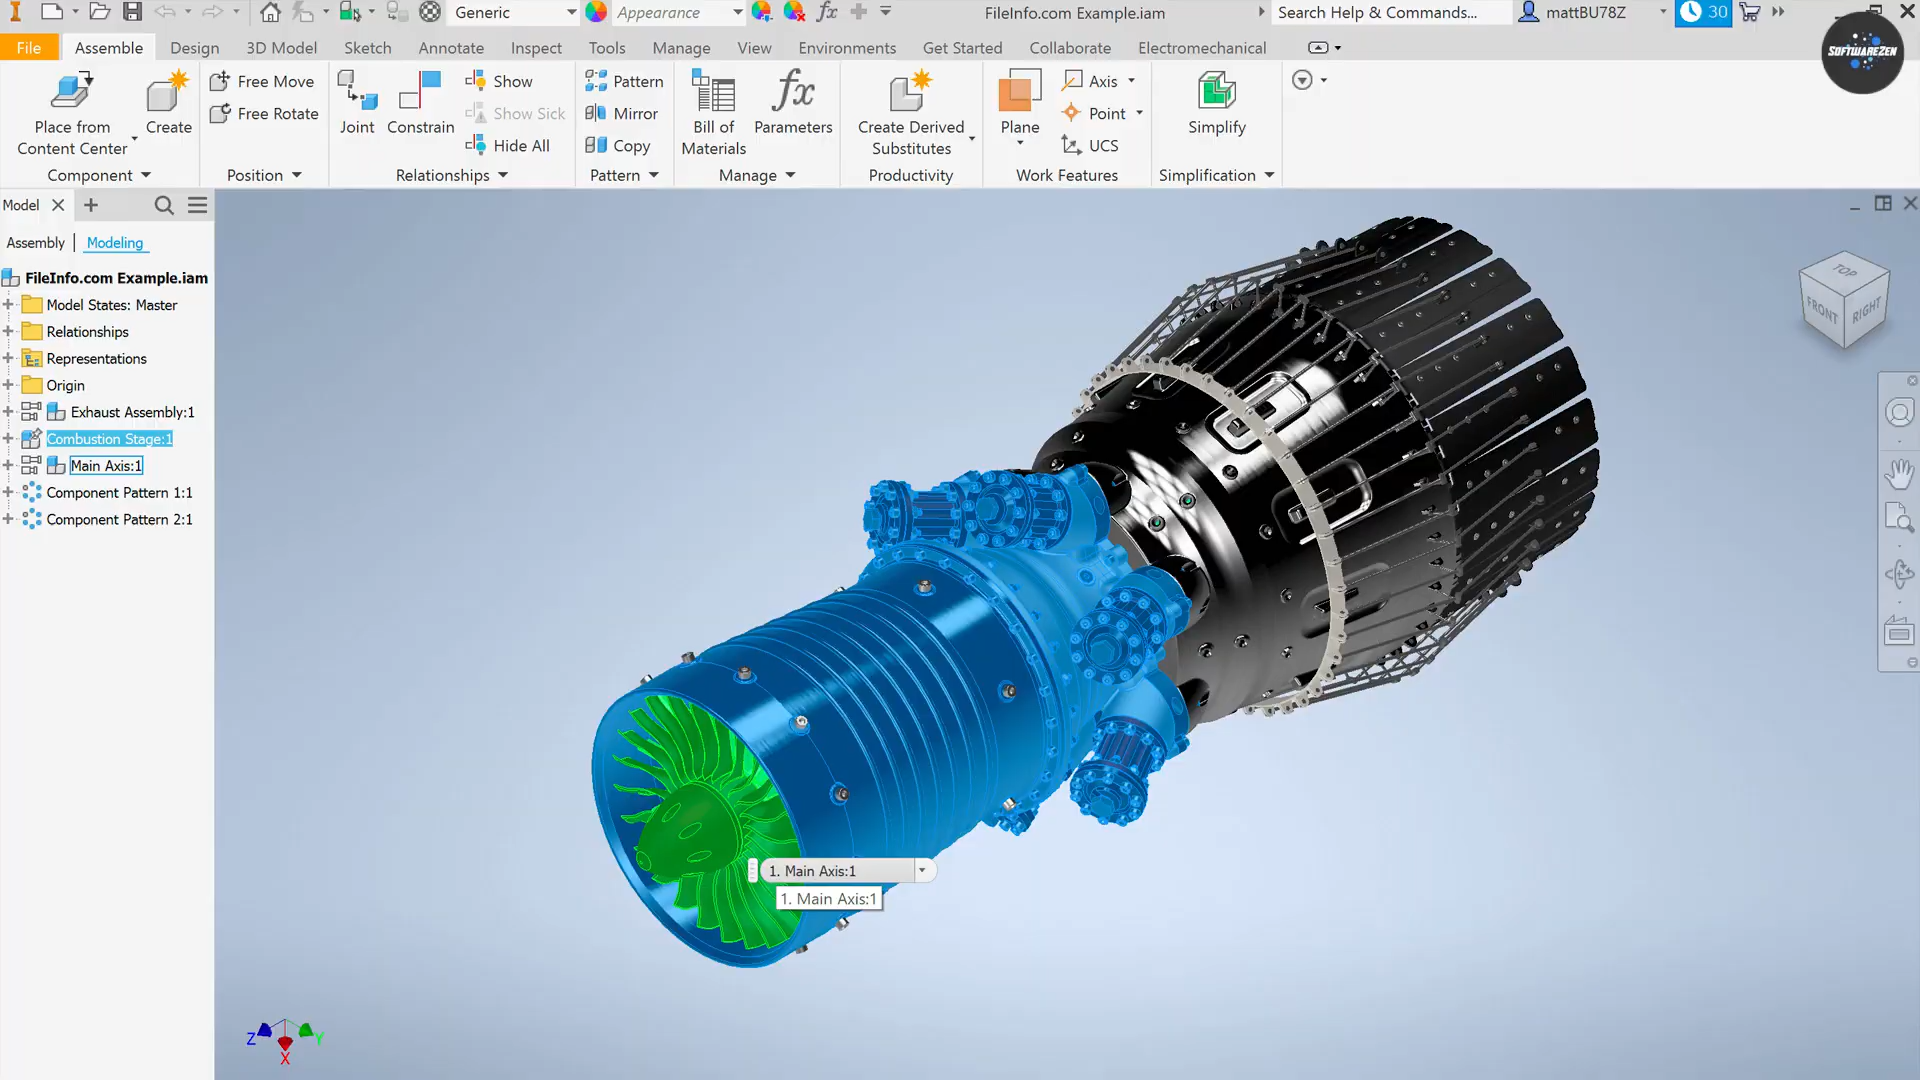 Generic
Appearance
fx
FileInfo.com Example.iam
Search Help & Commands...
mattBU78Z
30
File
Assemble
Design
3D Model
Sketch
Annotate
Inspect
Tools
Manage
View
Environments
Get Started
Collaborate
Electromechanical
SOFTWAREZEN
Place from
Content Center
Create
Free Move
Free Rotate
Joint
Constrain
Show
Show Sick
Hide All
Pattern
Mirror
Copy
Bill of
Materials
fx
Parameters
Create Derived
Substitutes
Plane
Axis
Point
UCS
Simplify
Component
Position
Relationships
Pattern
Manage
Productivity
Work Features
Simplification
Model
Assembly
Modeling
FileInfo.com Example.iam
Model States: Master
Relationships
Representations
Origin
Exhaust Assembly:1
Combustion Stage:1
Main Axis:1
Component Pattern 1:1
Component Pattern 2:1
TOP
FRONT
RIGHT
1. Main Axis:1
1. Main Axis:1
Z
Y
X